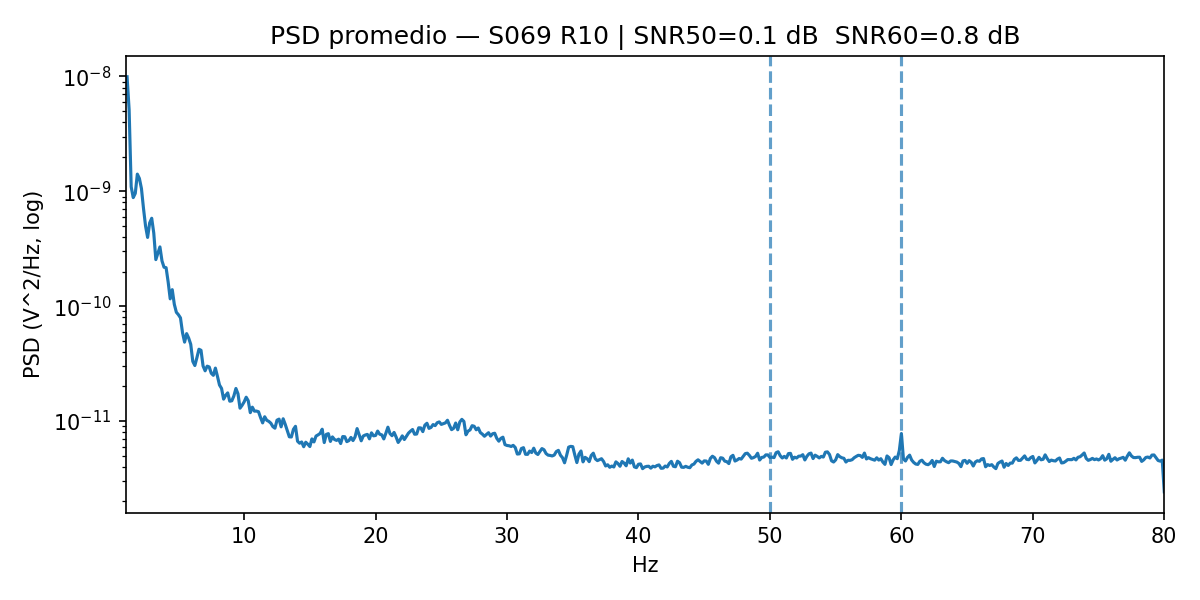 PSD promedio — S069 R10 | SNR50=0.1 dB  SNR60=0.8 dB
PSD (V^2/Hz, log)
10⁻⁸
10⁻⁹
10⁻¹⁰
10⁻¹¹
10 20 30 40 50 60 70 80
Hz